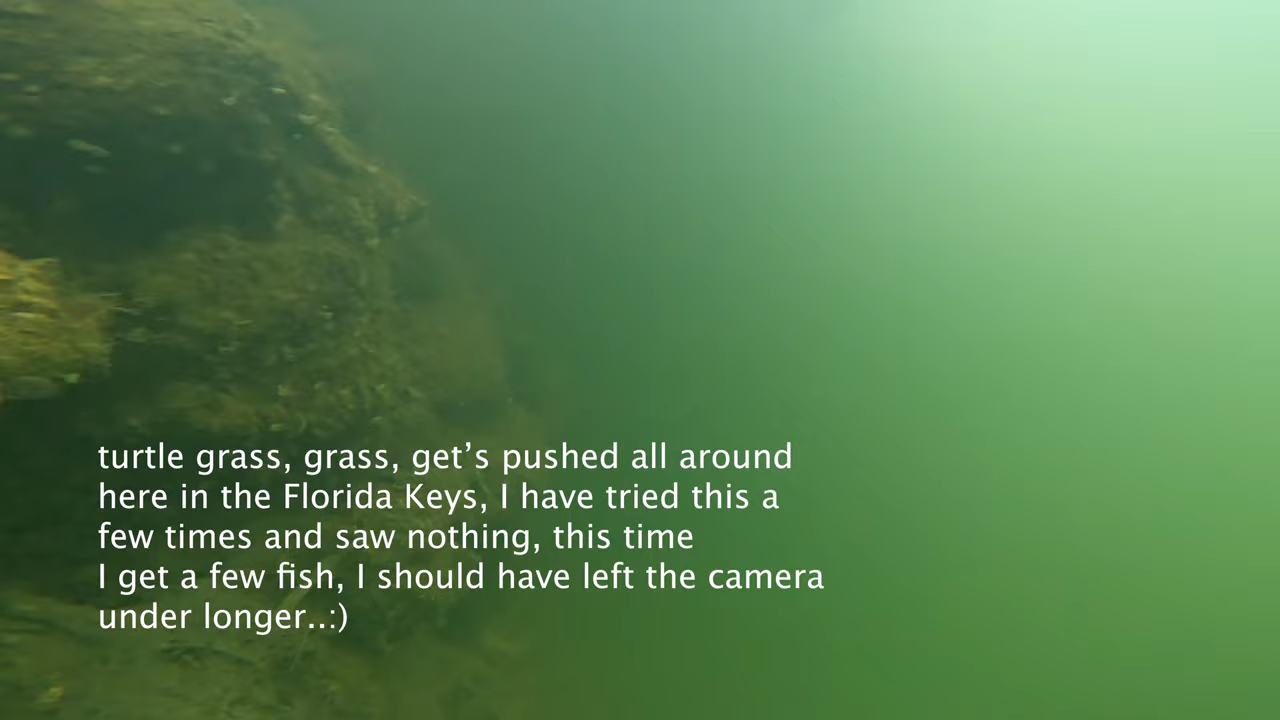 turtle grass, grass, get’s pushed all around
here in the Florida Keys, I have tried this a
few times and saw nothing, this time
I get a few fish, I should have left the camera
under longer..:)